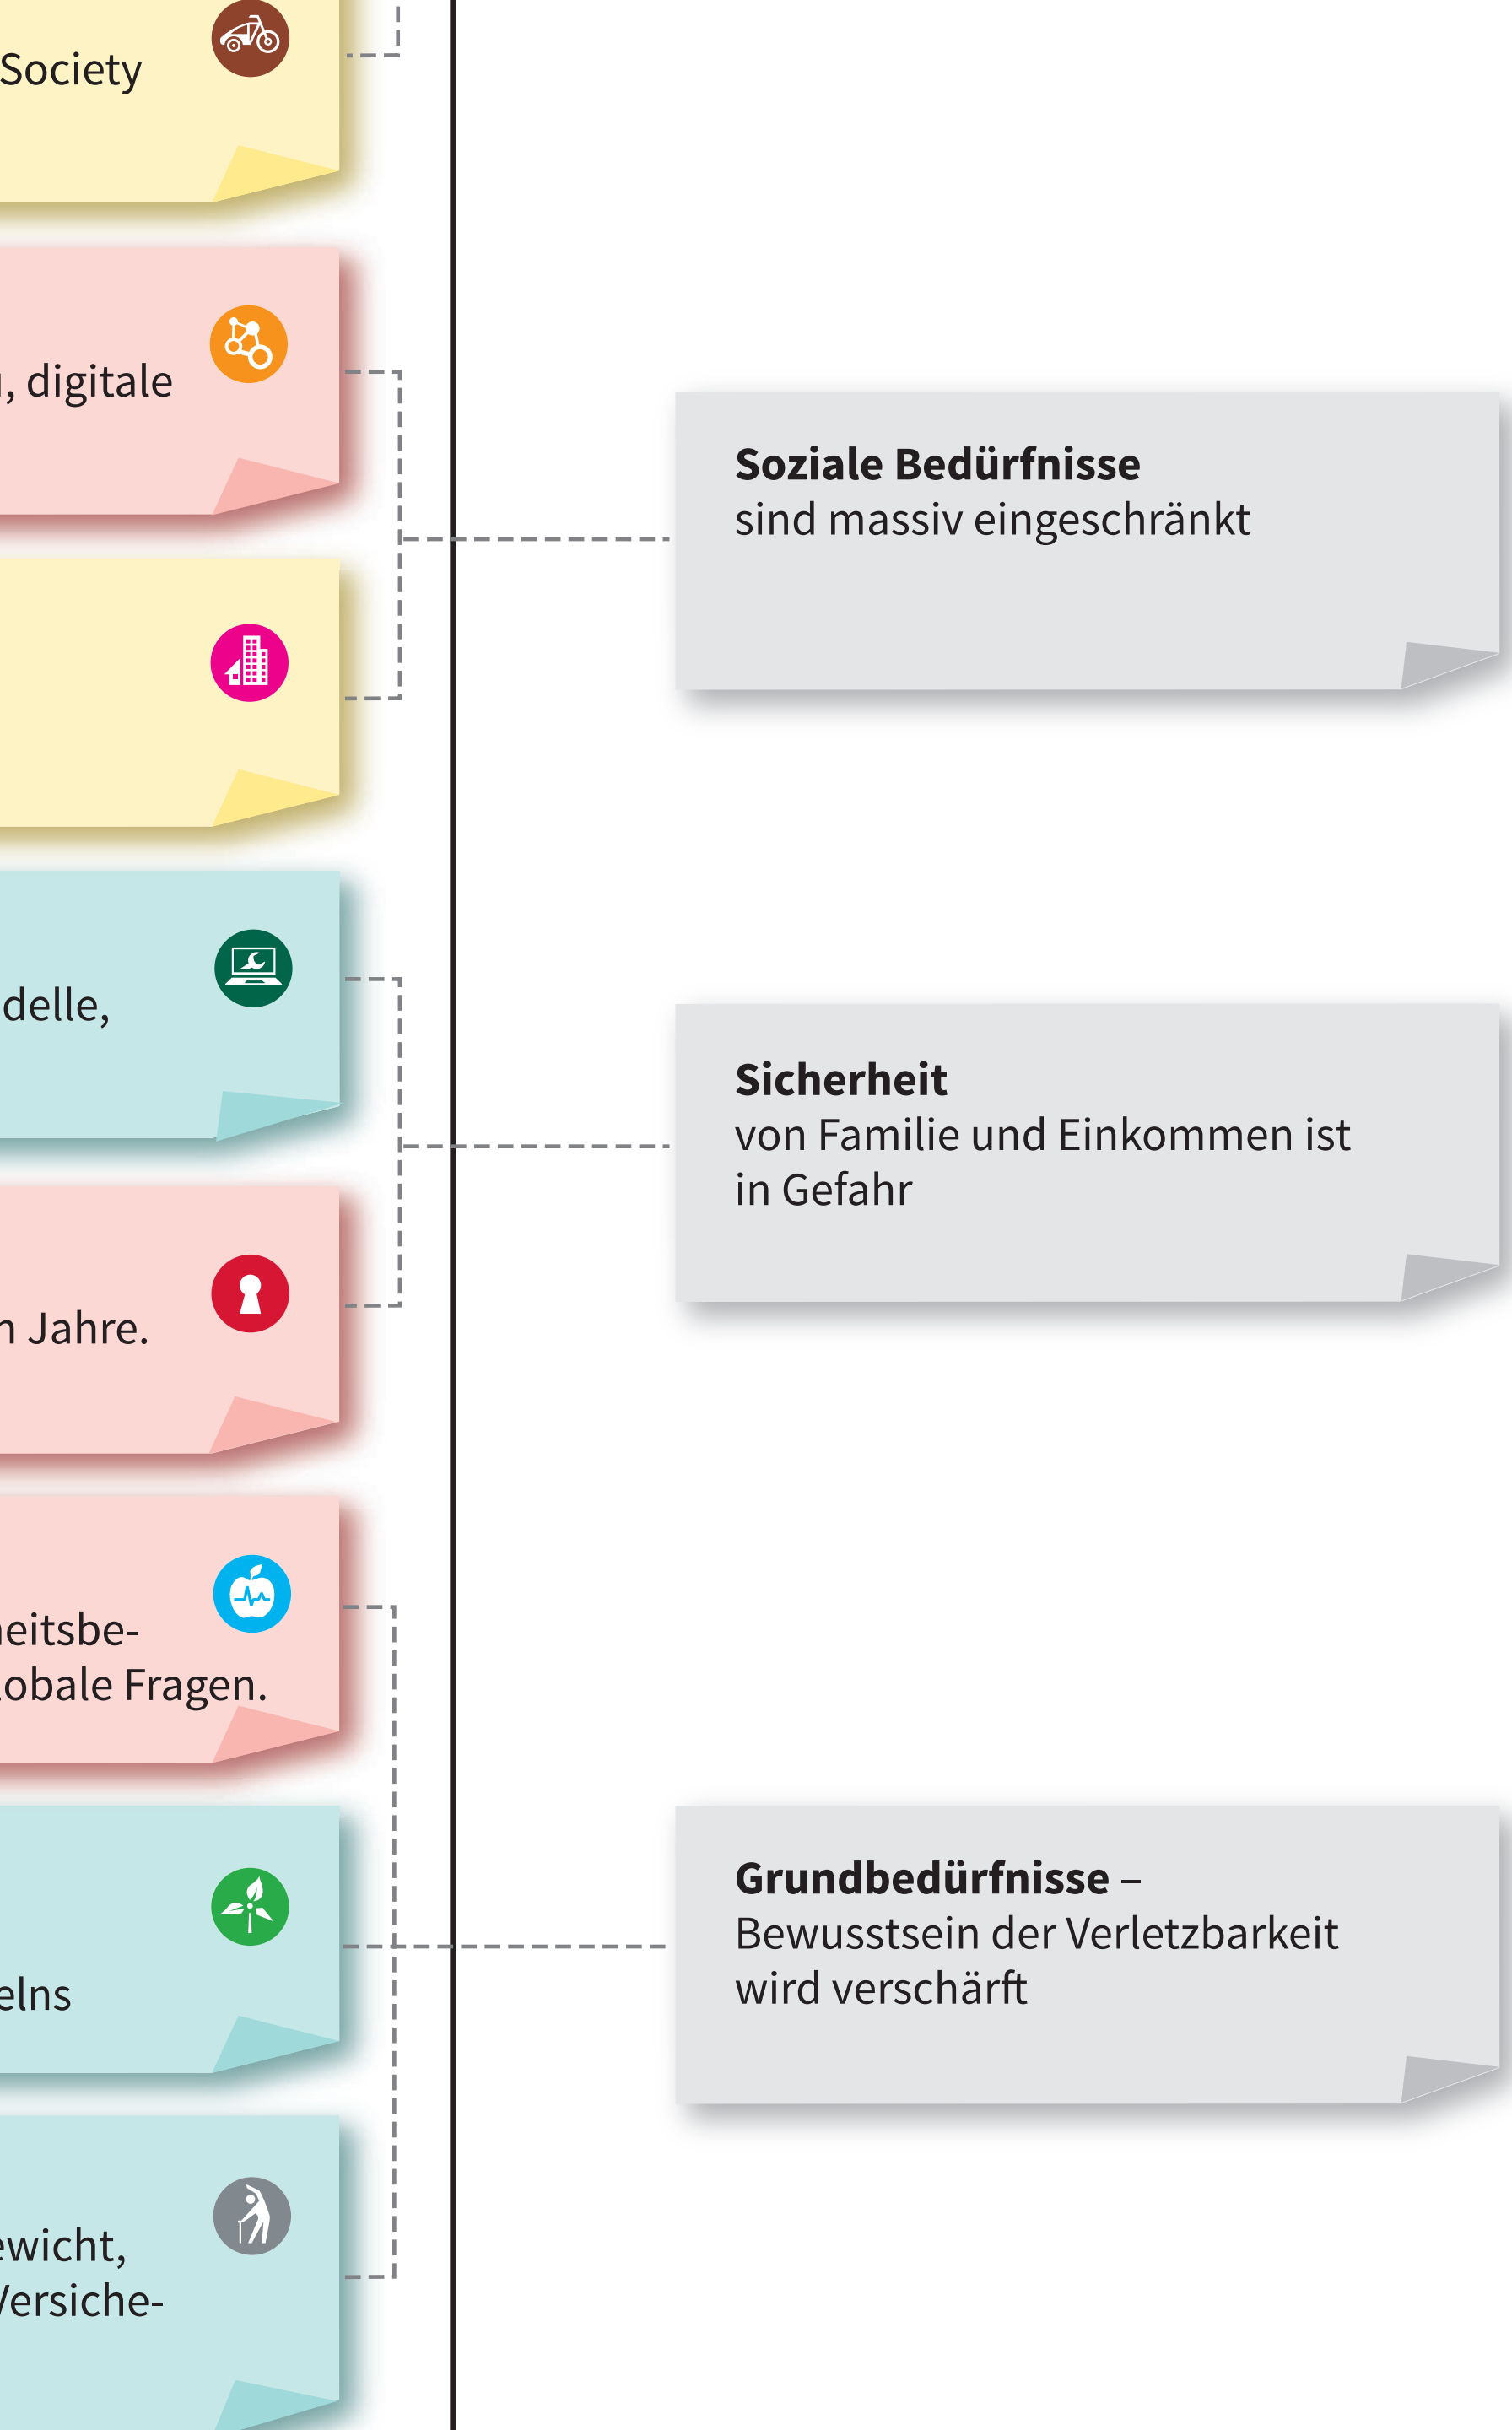 Society
, digitale
Soziale Bedürfnisse
sind massiv eingeschränkt
delle,
Sicherheit
von Familie und Einkommen ist
in Gefahr
n Jahre.
eitsbe-
lobale Fragen.
Grundbedürfnisse –
Bewusstsein der Verletzbarkeit
wird verschärft
elns
ewicht,
Versiche-